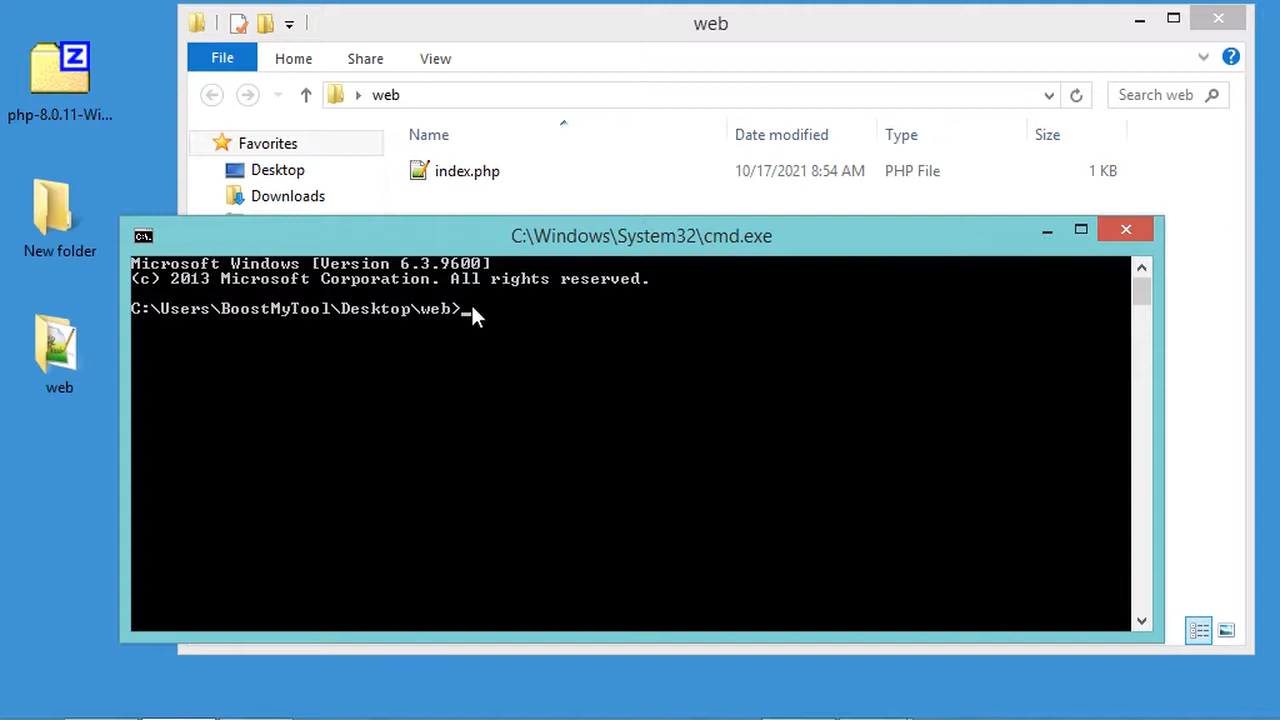 web
File Home Share View
web
Search web
php-8.0.11-Wi...
Name Date modified Type Size
Favorites
index.php 10/17/2021 8:54 AM PHP File 1 KB
Desktop
Downloads
New folder
C:\Windows\System32\cmd.exe
Microsoft Windows [Version 6.3.9600]
(c) 2013 Microsoft Corporation. All rights reserved.
C:\Users\BoostMyTool\Desktop\web>_
web